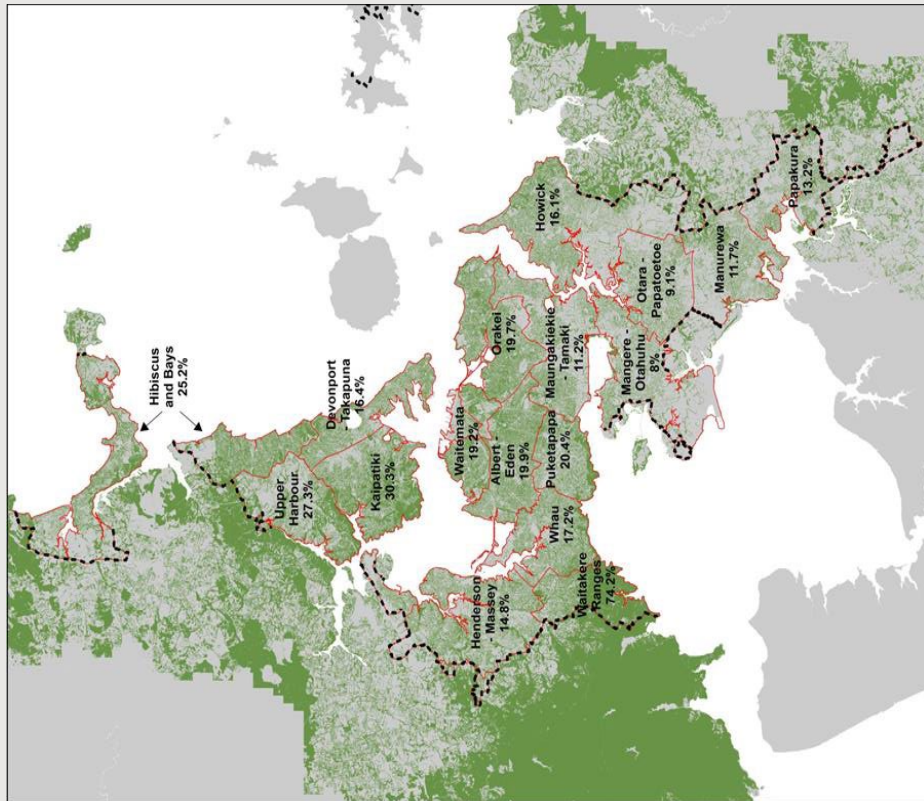 Hibiscus
and Bays
25.2%
Devonport
- Takapuna
16.4%
Upper
Harbour.
27.3%
Kaipatiki
30.3%
Waitemata
19.2%
Orakei
19.7%
Albert -
Eden
19.9%
Maungakiekie
- Tamaki
11.2%
Puketapapa
20.4%
Whau
17.2%
Henderson
Massey
14.8%
Waitakere
Ranges
74.2%
Howick
16.1%
Mangere -
Otahuhu
8%
Otara -
Papatoetoe
9.1%
Manurewa
11.7%
Papakura
13.2%